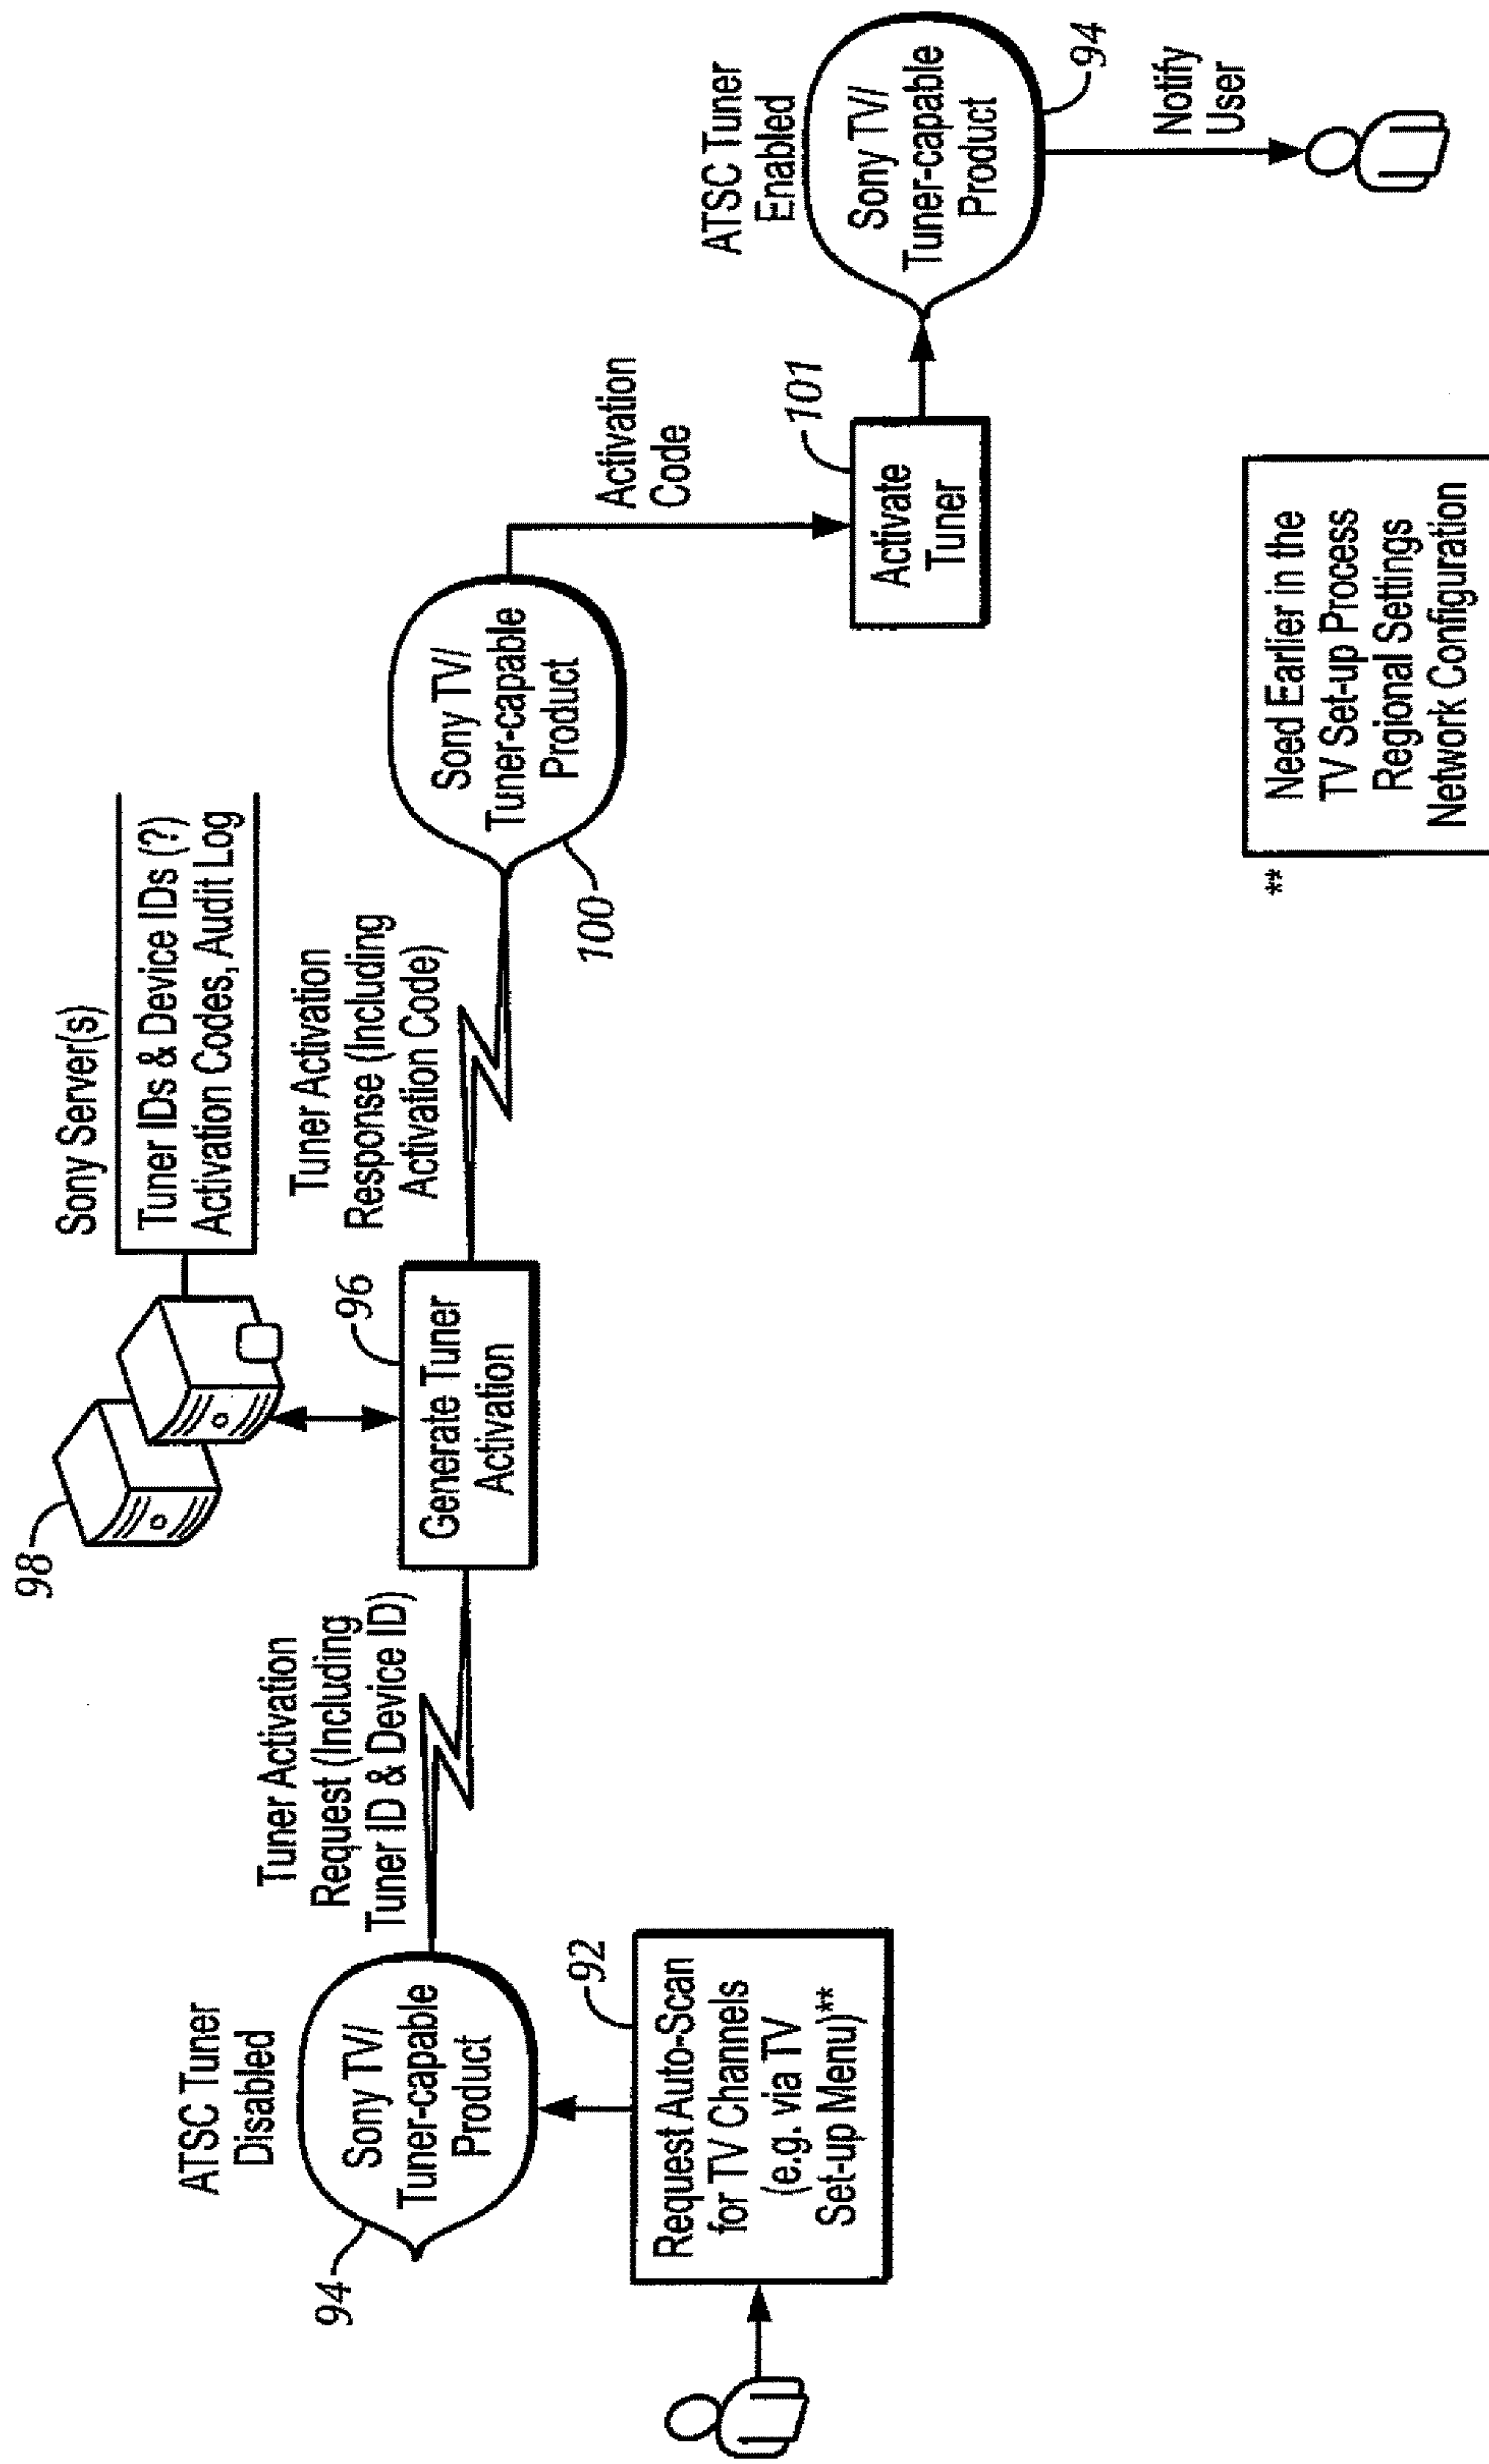 98
Sony Server(s)
Tuner IDs & Device IDs (?)
Activation Codes, Audit Log
ATSC Tuner
Disabled
94
Sony TV/
Tuner-capable
Product
Tuner Activation
Request (Including
Tuner ID & Device ID)
96
Generate Tuner
Activation
Tuner Activation
Response (Including
Activation Code)
Sony TV/
Tuner-capable
Product
100
92
Request Auto-Scan
for TV Channels
(e.g. via TV
Set-up Menu)**
Activation
Code
101
Activate
Tuner
ATSC Tuner
Enabled
Sony TV/
Tuner-capable
Product
94
Notify
User
**
Need Earlier in the
TV Set-up Process
Regional Settings
Network Configuration